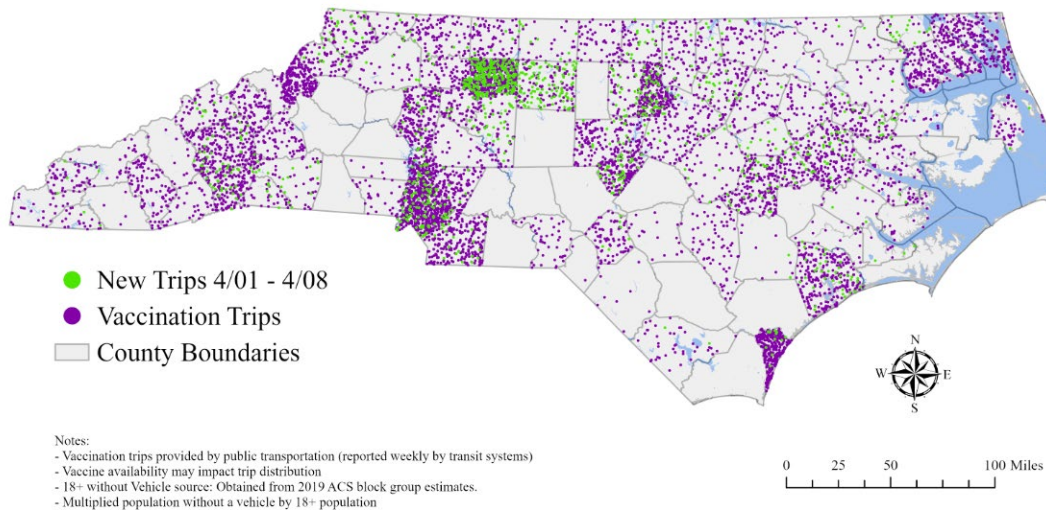 New Trips 4/01 - 4/08
Vaccination Trips
County Boundaries
N
W E
S
Notes:
- Vaccination trips provided by public transportation (reported weekly by transit systems)
- Vaccine availability may impact trip distribution
- 18+ without Vehicle source: Obtained from 2019 ACS block group estimates.
- Multiplied population without a vehicle by 18+ population
0 25 50 100 Miles